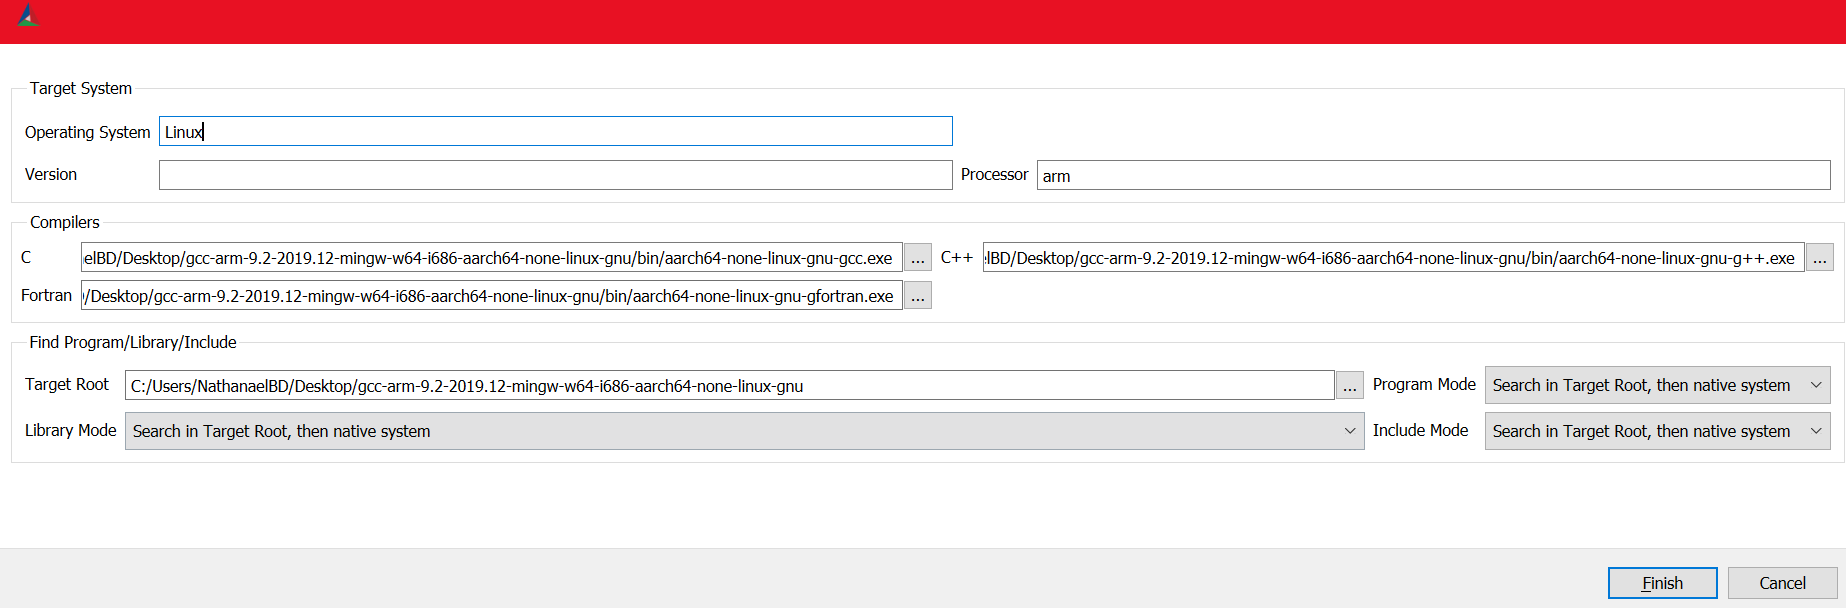 Target System
Operating System Linux
Version Processor arm
Compilers
C elBD/Desktop/gcc-arm-9.2-2019.12-mingw-w64-i686-aarch64-none-linux-gnu/bin/aarch64-none-linux-gnu-gcc.exe ... C++ lBD/Desktop/gcc-arm-9.2-2019.12-mingw-w64-i686-aarch64-none-linux-gnu/bin/aarch64-none-linux-gnu-g++.exe ...
Fortran /Desktop/gcc-arm-9.2-2019.12-mingw-w64-i686-aarch64-none-linux-gnu/bin/aarch64-none-linux-gnu-gfortran.exe ...
Find Program/Library/Include
Target Root C:/Users/NathanaelBD/Desktop/gcc-arm-9.2-2019.12-mingw-w64-i686-aarch64-none-linux-gnu ... Program Mode Search in Target Root, then native system
Library Mode Search in Target Root, then native system Include Mode Search in Target Root, then native system
Finish Cancel